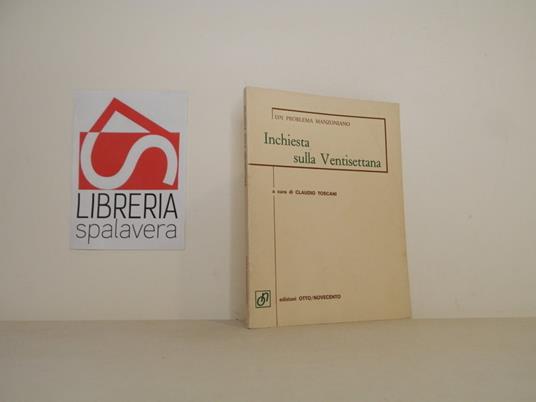 LIBRERIA
spalavera
UN PROBLEMA MANZONIANO
Inchiesta
sulla Ventisettana
a cura di CLAUDIO TOSCANI
edizioni OTTO/NOVECENTO